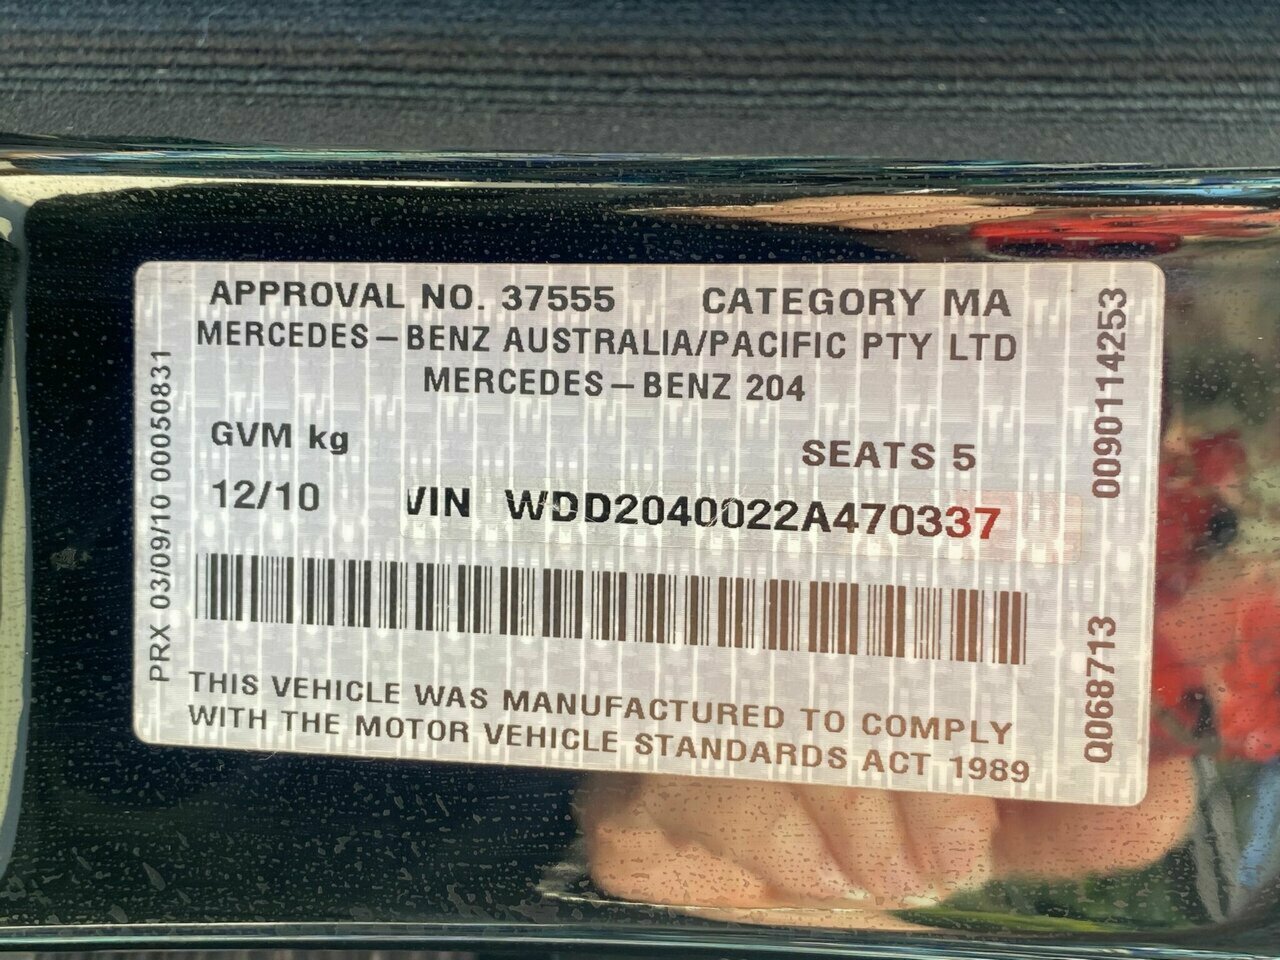 APPROVAL NO. 37555 CATEGORY MA
MERCEDES-BENZ AUSTRALIA/PACIFIC PTY LTD
MERCEDES-BENZ 204
GVM kg
SEATS 5
12/10 VIN WDD2040022A470337
THIS VEHICLE WAS MANUFACTURED TO COMPLY
WITH THE MOTOR VEHICLE STANDARDS ACT 1989
PRX 03/09/10 00050831
0090114253
Q068713